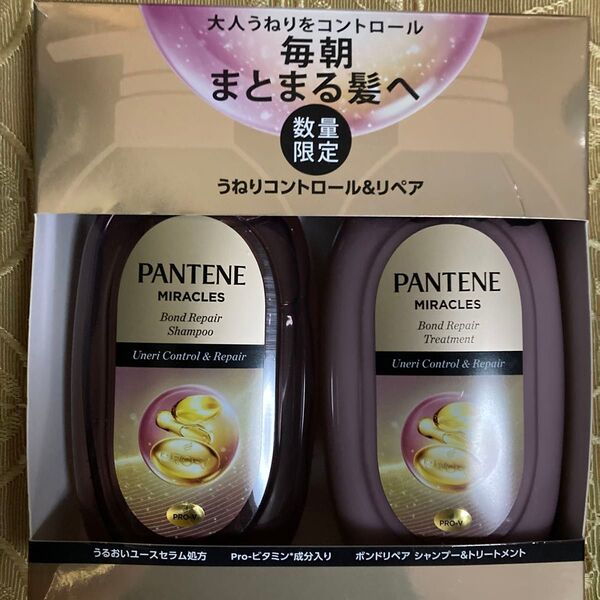 大人うねりをコントロール
毎朝
まとまる髪へ
数量
限定
うねりコントロール&リペア
PANTENE
MIRACLES
Bond Repair
Shampoo
Uneri Control & Repair
PRO-V
PANTENE
MIRACLES
Bond Repair
Treatment
Uneri Control & Repair
PRO-V
うるおいユースセラム処方 Pro-ビタミン*成分入り ボンドリペア シャンプー&トリートメント